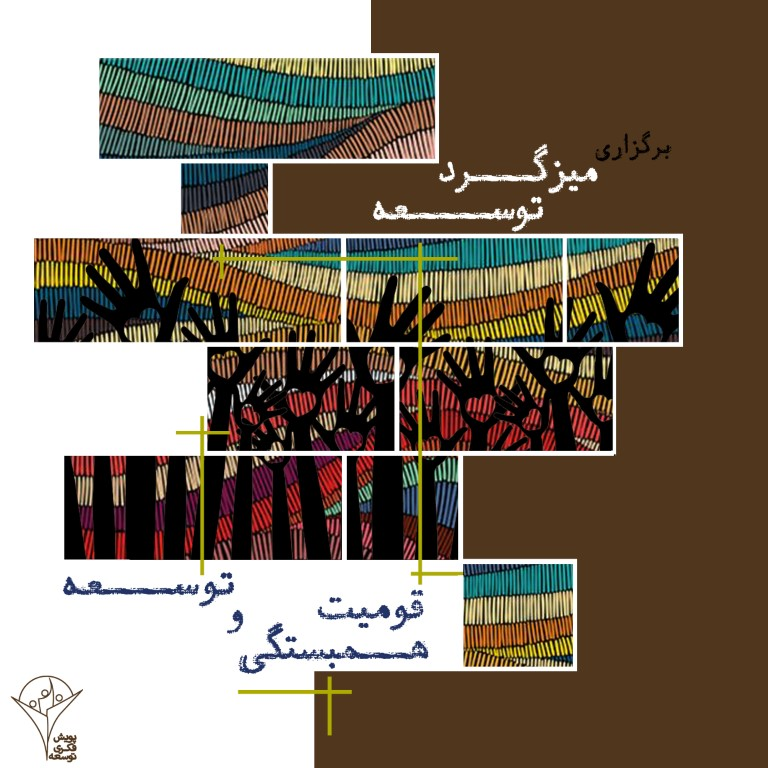 برگزاری
میزگرد
توسعه
قومیت
همبستگی
و
توسعه
پویش
فکری
توسعه